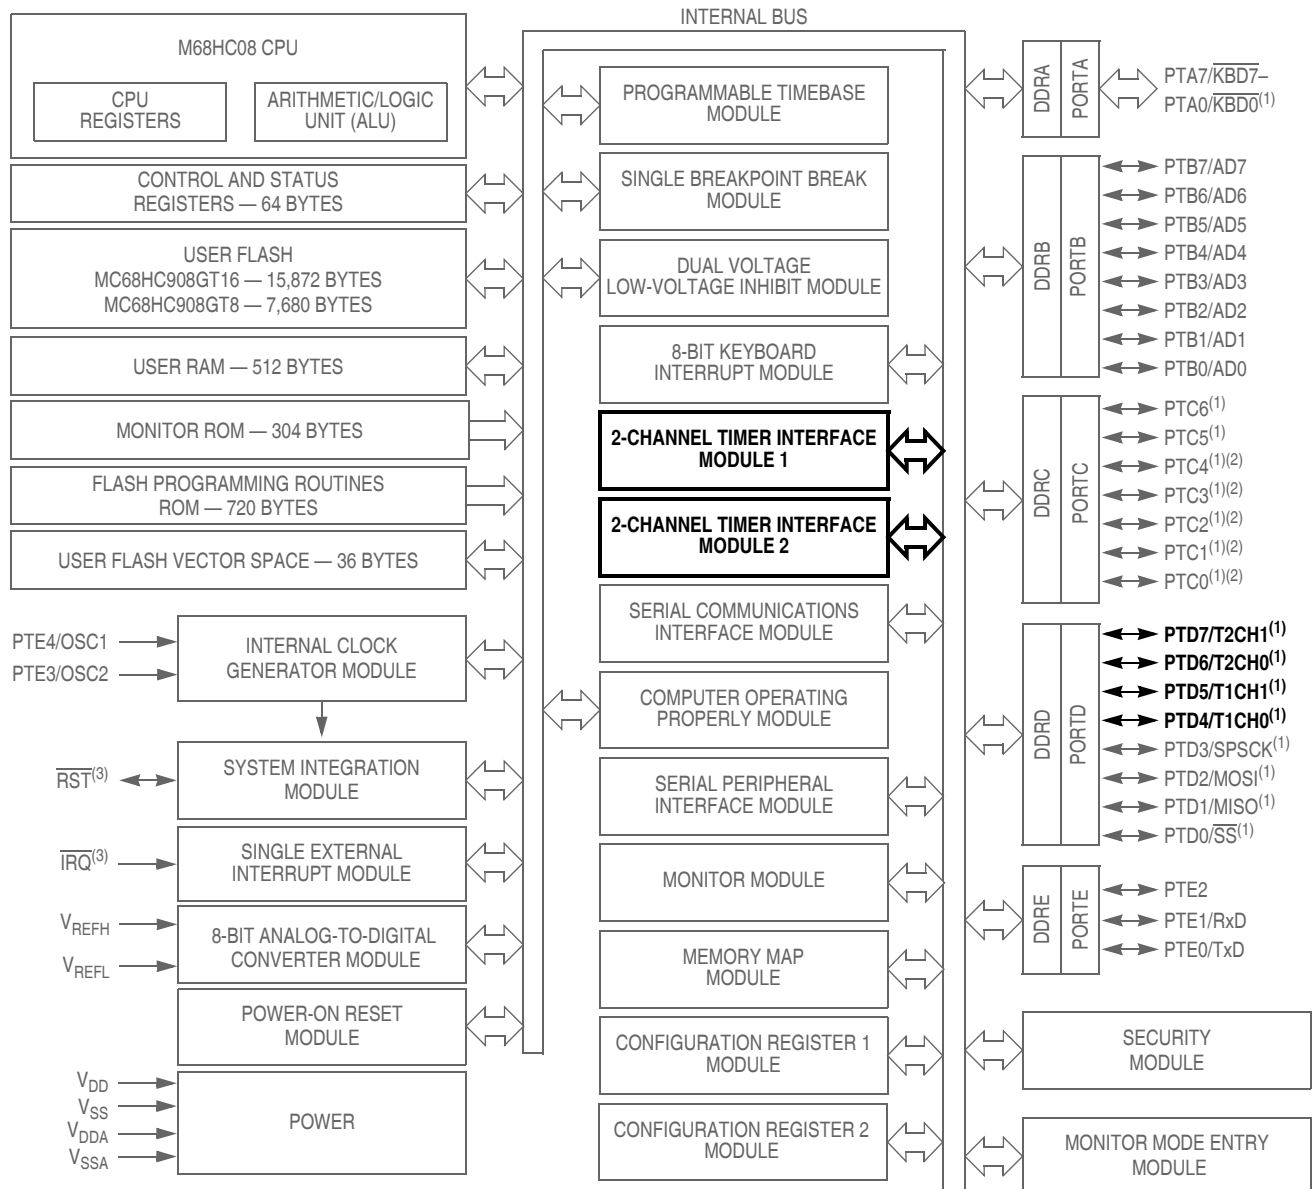 INTERNAL BUS
M68HC08 CPU
CPU
REGISTERS
ARITHMETIC/LOGIC
UNIT (ALU)
CONTROL AND STATUS
REGISTERS — 64 BYTES
USER FLASH
MC68HC908GT16 — 15,872 BYTES
MC68HC908GT8 — 7,680 BYTES
USER RAM — 512 BYTES
MONITOR ROM — 304 BYTES
FLASH PROGRAMMING ROUTINES
ROM — 720 BYTES
USER FLASH VECTOR SPACE — 36 BYTES
PTE4/OSC1
PTE3/OSC2
INTERNAL CLOCK
GENERATOR MODULE
RST(3)
SYSTEM INTEGRATION
MODULE
IRQ(3)
SINGLE EXTERNAL
INTERRUPT MODULE
VREFH
VREFL
8-BIT ANALOG-TO-DIGITAL
CONVERTER MODULE
POWER-ON RESET
MODULE
VDD
VSS
VDDA
VSSA
POWER
PROGRAMMABLE TIMEBASE
MODULE
SINGLE BREAKPOINT BREAK
MODULE
DUAL VOLTAGE
LOW-VOLTAGE INHIBIT MODULE
8-BIT KEYBOARD
INTERRUPT MODULE
2-CHANNEL TIMER INTERFACE
MODULE 1
2-CHANNEL TIMER INTERFACE
MODULE 2
SERIAL COMMUNICATIONS
INTERFACE MODULE
COMPUTER OPERATING
PROPERLY MODULE
SERIAL PERIPHERAL
INTERFACE MODULE
MONITOR MODULE
MEMORY MAP
MODULE
CONFIGURATION REGISTER 1
MODULE
CONFIGURATION REGISTER 2
MODULE
DDRA
PORTA
PTA7/KBD7–
PTA0/KBD0(1)
DDRB
PORTB
PTB7/AD7
PTB6/AD6
PTB5/AD5
PTB4/AD4
PTB3/AD3
PTB2/AD2
PTB1/AD1
PTB0/AD0
DDRC
PORTC
PTC6(1)
PTC5(1)
PTC4(1)(2)
PTC3(1)(2)
PTC2(1)(2)
PTC1(1)(2)
PTC0(1)(2)
DDRD
PORTD
PTD7/T2CH1(1)
PTD6/T2CH0(1)
PTD5/T1CH1(1)
PTD4/T1CH0(1)
PTD3/SPSCK(1)
PTD2/MOSI(1)
PTD1/MISO(1)
PTD0/SS(1)
DDRE
PORTE
PTE2
PTE1/RxD
PTE0/TxD
SECURITY
MODULE
MONITOR MODE ENTRY
MODULE